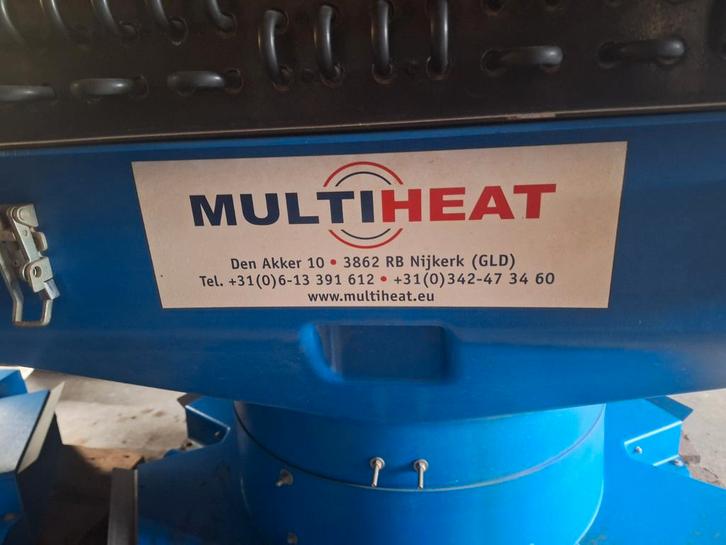 MULTIHEAT
Den Akker 10 • 3862 RB Nijkerk (GLD)
Tel. +31(0)6-13 391 612 • +31(0)342-47 34 60
www.multiheat.eu